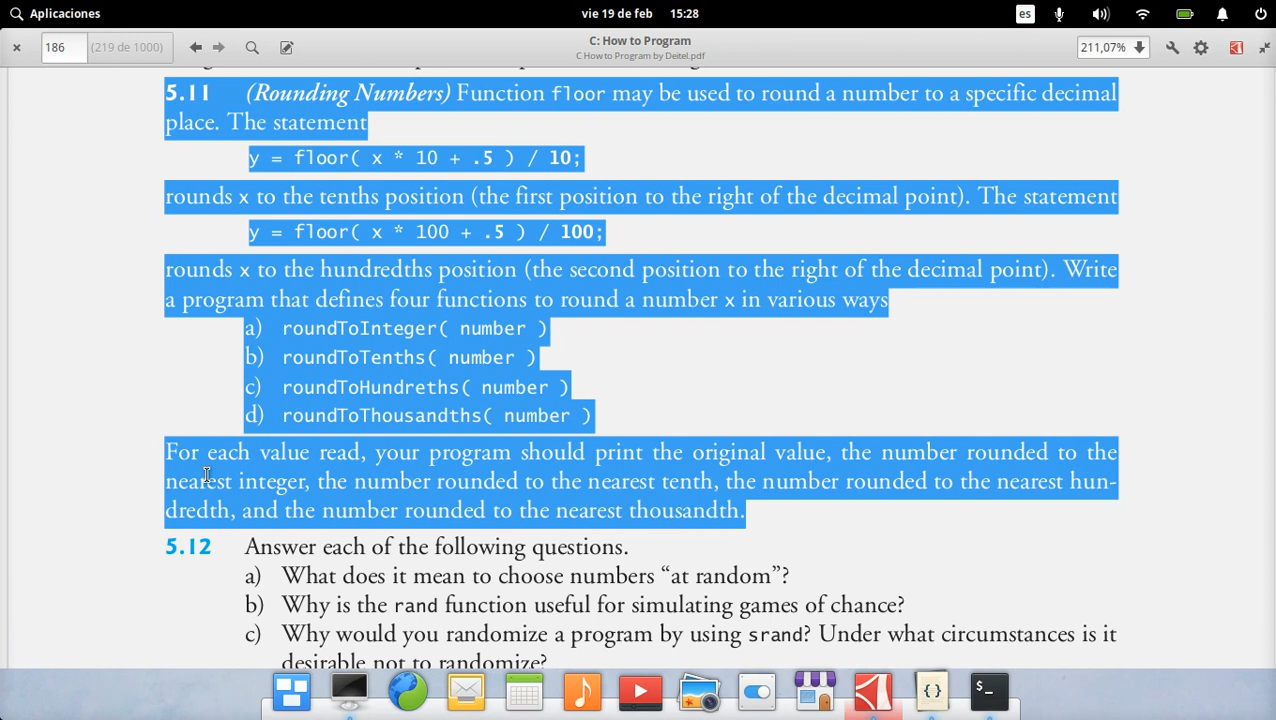 Aplicaciones
vie 19 de feb 15:28
es
186 (219 de 1000)
C: How to Program
C How to Program by Deitel.pdf
211,07%
5.11 (Rounding Numbers) Function floor may be used to round a number to a specific decimal
place. The statement
y = floor( x * 10 + .5 ) / 10;
rounds x to the tenths position (the first position to the right of the decimal point). The statement
y = floor( x * 100 + .5 ) / 100;
rounds x to the hundredths position (the second position to the right of the decimal point). Write
a program that defines four functions to round a number x in various ways
a) roundToInteger( number )
b) roundToTenths( number )
c) roundToHundreths( number )
d) roundToThousandths( number )
For each value read, your program should print the original value, the number rounded to the
nearest integer, the number rounded to the nearest tenth, the number rounded to the nearest hun-
dredth, and the number rounded to the nearest thousandth.
5.12 Answer each of the following questions.
a) What does it mean to choose numbers “at random”?
b) Why is the rand function useful for simulating games of chance?
c) Why would you randomize a program by using srand? Under what circumstances is it
desirable not to randomize?